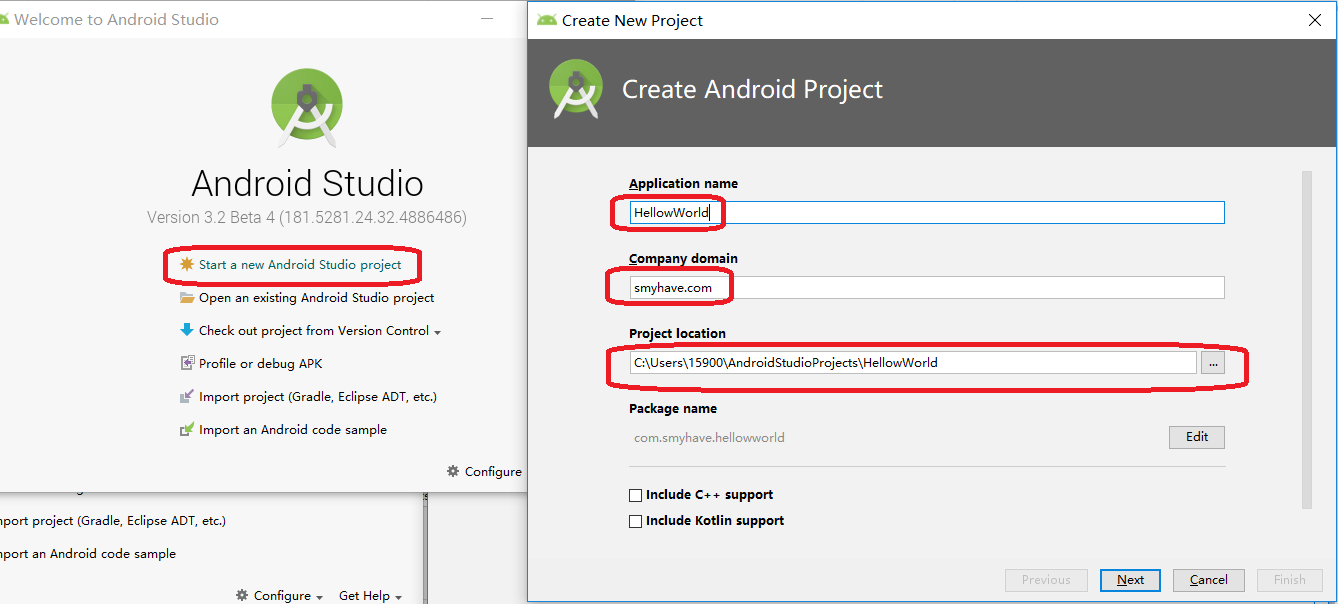 Welcome to Android Studio
Android Studio
Version 3.2 Beta 4 (181.5281.24.32.4886486)
Start a new Android Studio project
Open an existing Android Studio project
Check out project from Version Control
Profile or debug APK
Import project (Gradle, Eclipse ADT, etc.)
Import an Android code sample
Configure
project (Gradle, Eclipse ADT, etc.)
an Android code sample
Configure
Get Help
Create New Project
Create Android Project
Application name
HellowWorld
Company domain
smyhave.com
Project location
C:\Users\15900\AndroidStudioProjects\HellowWorld
...
Package name
com.smyhave.hellowworld
Edit
Include C++ support
Include Kotlin support
Previous
Next
Cancel
Finish